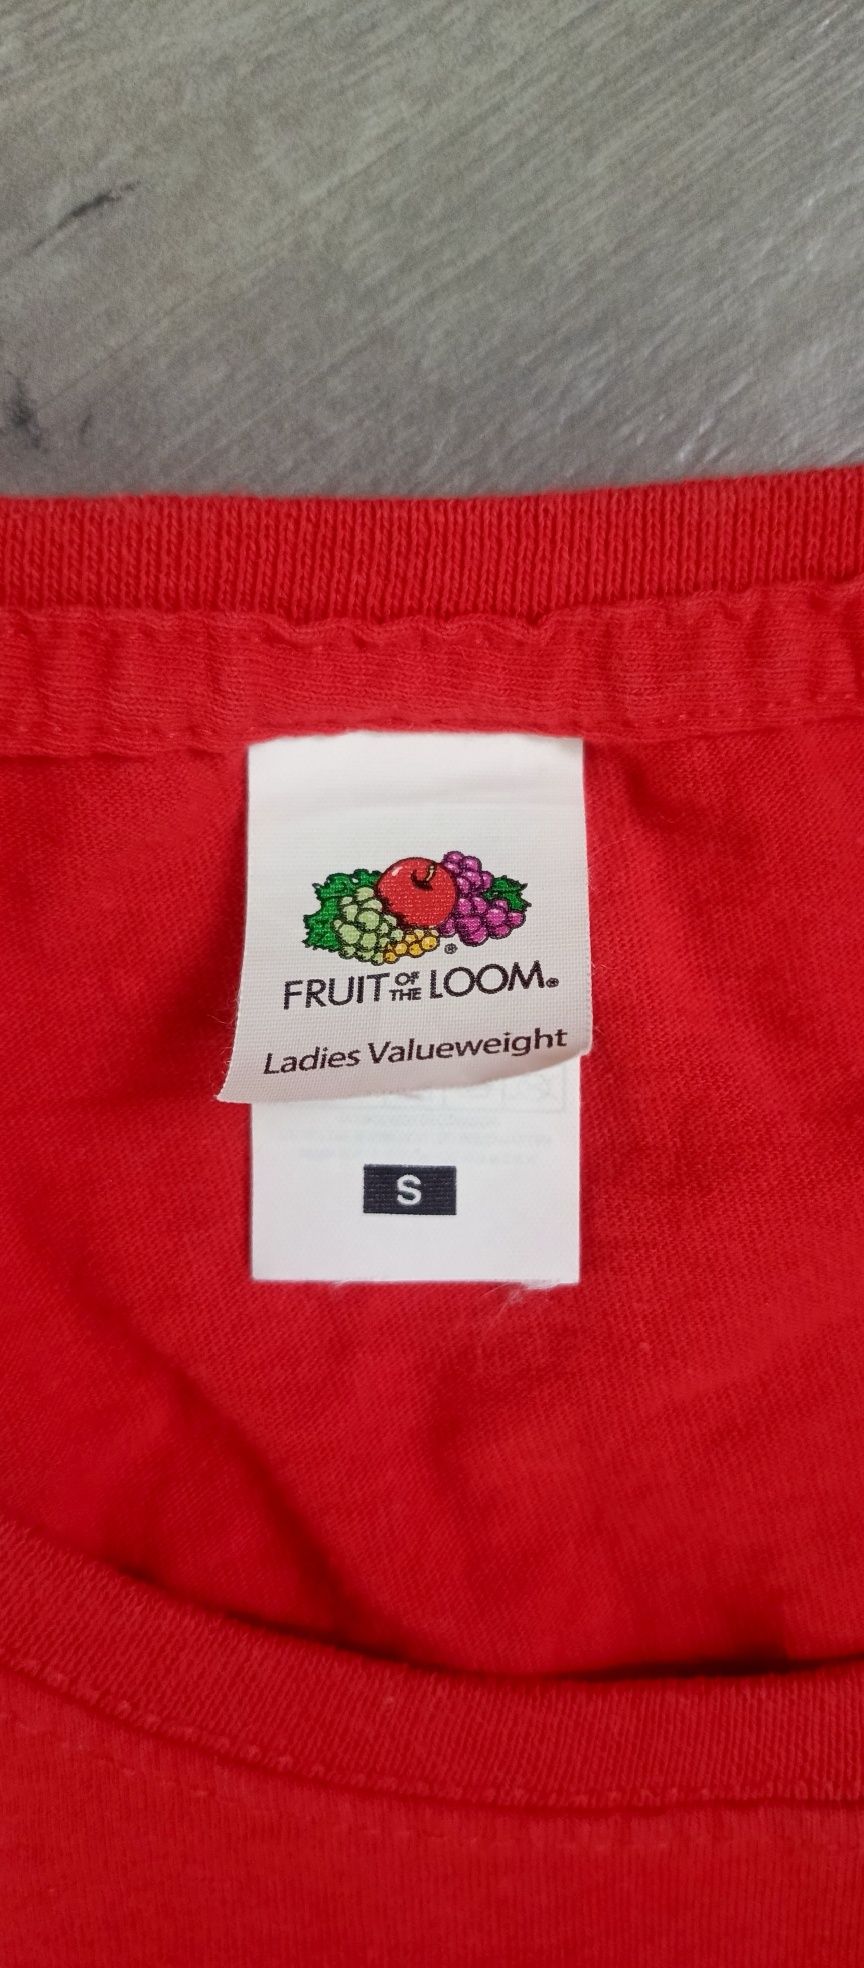 FRUIT OF THE LOOM®
Ladies Valueweight
S